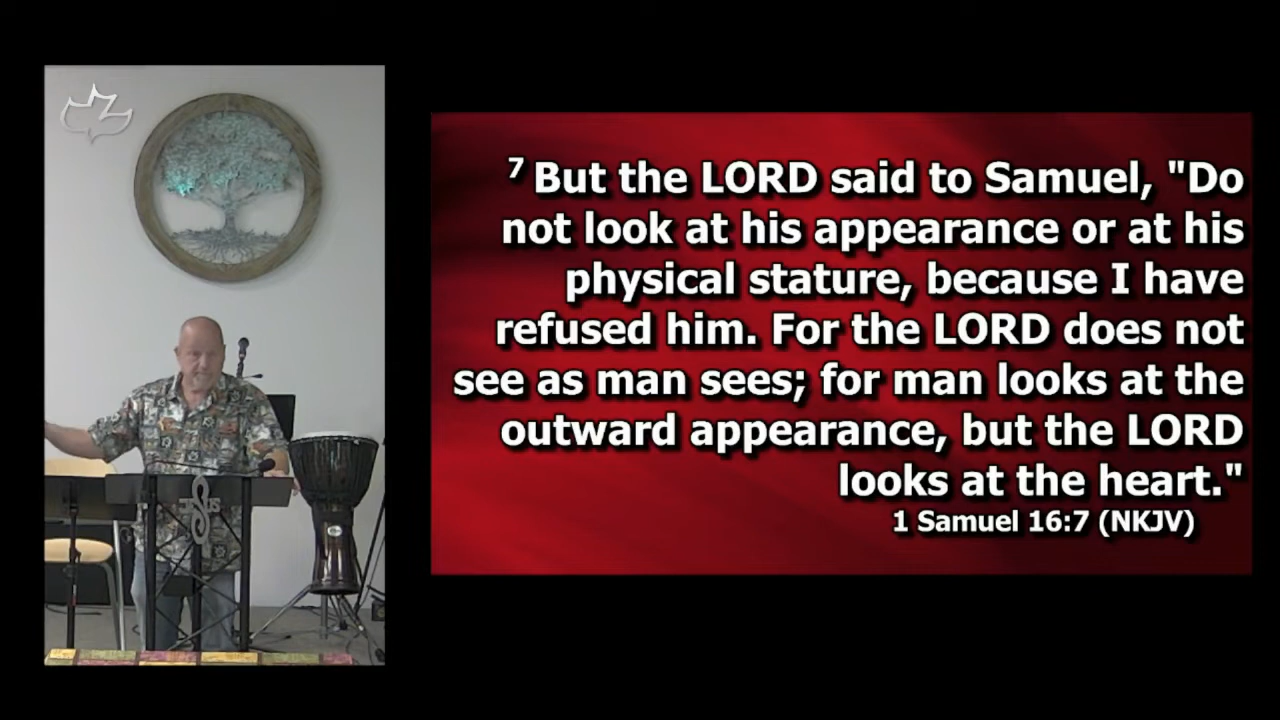 7 But the LORD said to Samuel, "Do
not look at his appearance or at his
physical stature, because I have
refused him. For the LORD does not
see as man sees; for man looks at the
outward appearance, but the LORD
looks at the heart."
1 Samuel 16:7 (NKJV)
JESUS